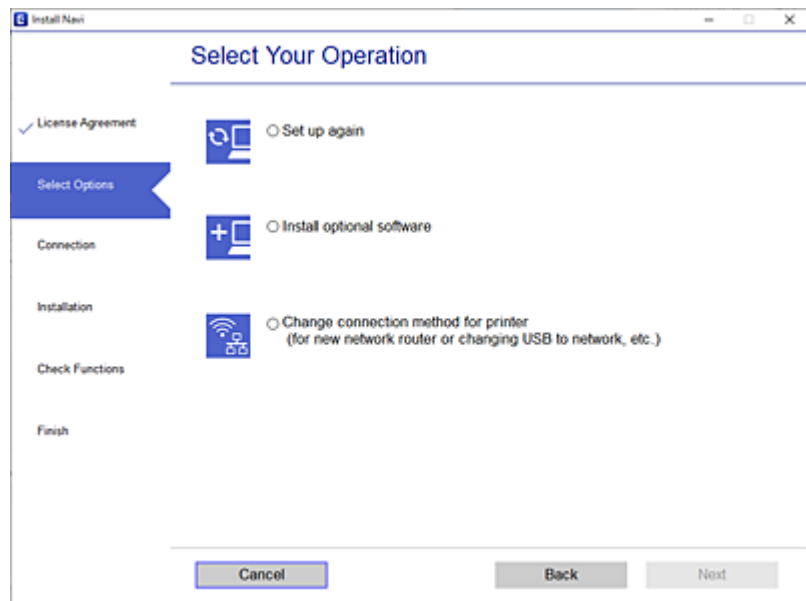 Install Navi
Select Your Operation
License Agreement
Select Options
Connection
Installation
Check Functions
Finish
Set up again
Install optional software
Change connection method for printer
(for new network router or changing USB to network, etc.)
Cancel
Back
Next